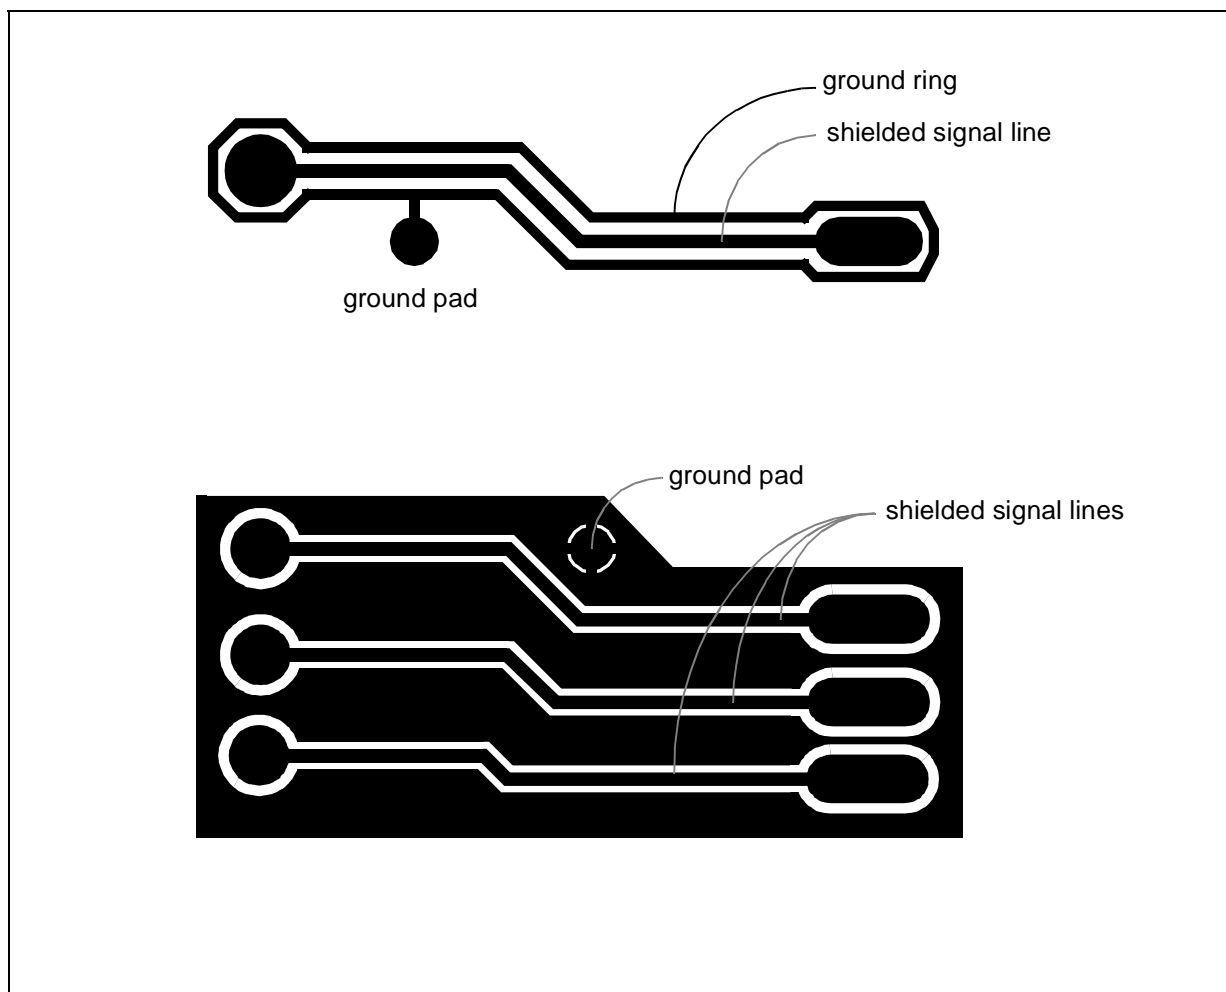 ground ring
shielded signal line
ground pad
ground pad
shielded signal lines